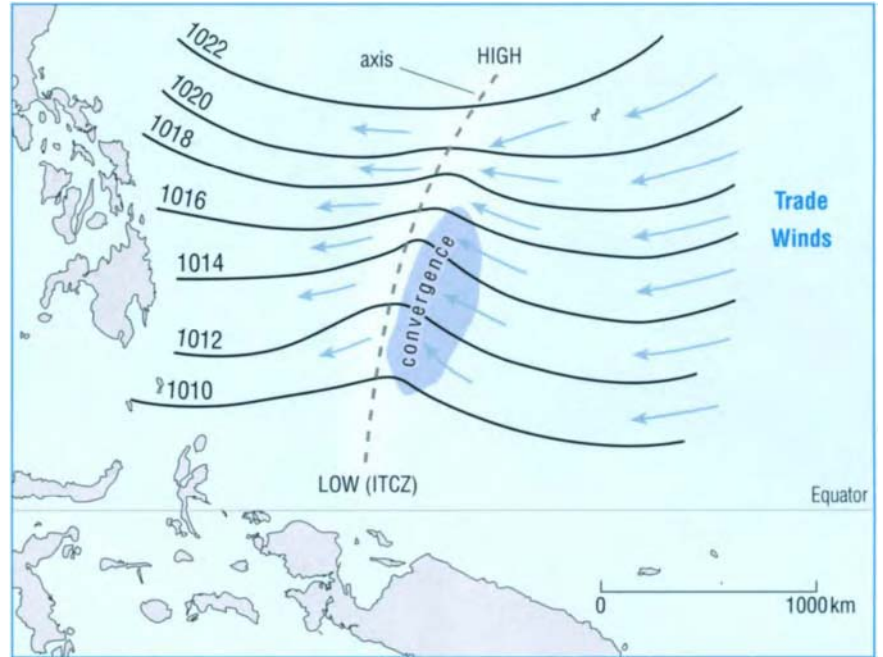 1022
HIGH
axis
1020
1018
1016
Trade
Winds
1014
convergence
1012
1010
LOW (ITCZ)
Equator
0 1000 km